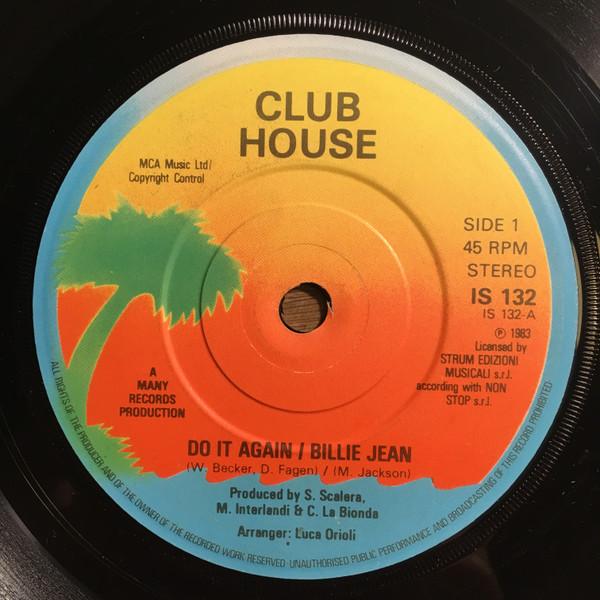 CLUB
HOUSE
MCA Music Ltd/
Copyright Control
SIDE 1
45 RPM
STEREO
IS 132
IS 132-A
℗ 1983
Licensed by
STRUM EDIZIONI
MUSICALI s.r.l.
according with NON
STOP s.r.l.
A
MANY
RECORDS
PRODUCTION
DO IT AGAIN / BILLIE JEAN
(W. Becker, D. Fagen) / (M. Jackson)
Produced by S. Scalera,
M. Interlandi & C. La Bionda
Arranger: Luca Orioli
ALL RIGHTS OF THE PRODUCER AND OF THE OWNER OF THE RECORDED WORK RESERVED UNAUTHORISED PUBLIC PERFORMANCE AND BROADCASTING OF THIS RECORD PROHIBITED